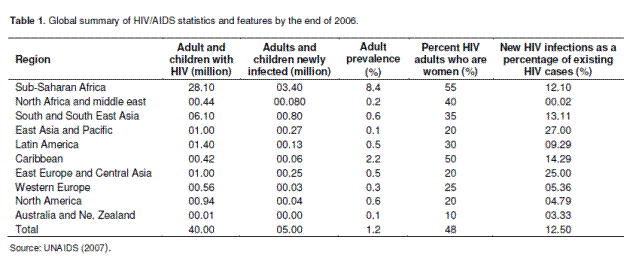 Table 1. Global summary of HIV/AIDS statistics and features by the end of 2006.
Region | Adult and children with HIV (million) | Adults and children newly infected (million) | Adult prevalence (%) | Percent HIV adults who are women (%) | New HIV infections as a percentage of existing HIV cases (%)
Sub-Saharan Africa 28.10 03.40 8.4 55 12.10
North Africa and middle east 00.44 00.080 0.2 40 00.02
South and South East Asia 06.10 00.80 0.6 35 13.11
East Asia and Pacific 01.00 00.27 0.1 20 27.00
Latin America 01.40 00.13 0.5 30 09.29
Caribbean 00.42 00.06 2.2 50 14.29
East Europe and Central Asia 01.00 00.25 0.5 20 25.00
Western Europe 00.56 00.03 0.3 25 05.36
North America 00.94 00.04 0.6 20 04.79
Australia and Ne, Zealand 00.01 00.00 0.1 10 03.33
Total 40.00 05.00 1.2 48 12.50
Source: UNAIDS (2007).